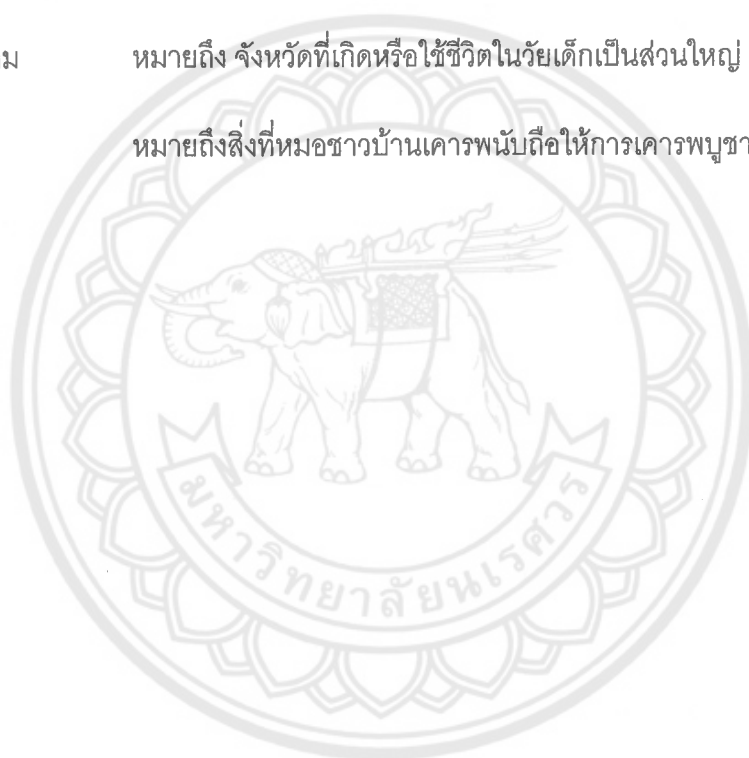 หมายถึง จังหวัดที่เกิดหรือใช้ชีวิตในวัยเด็กเป็นส่วนใหญ่
หมายถึงสิ่งที่หมอชาวบ้านเคารพนับถือให้การเคารพบูชา
มหาวิทยาลัยนเรศวร